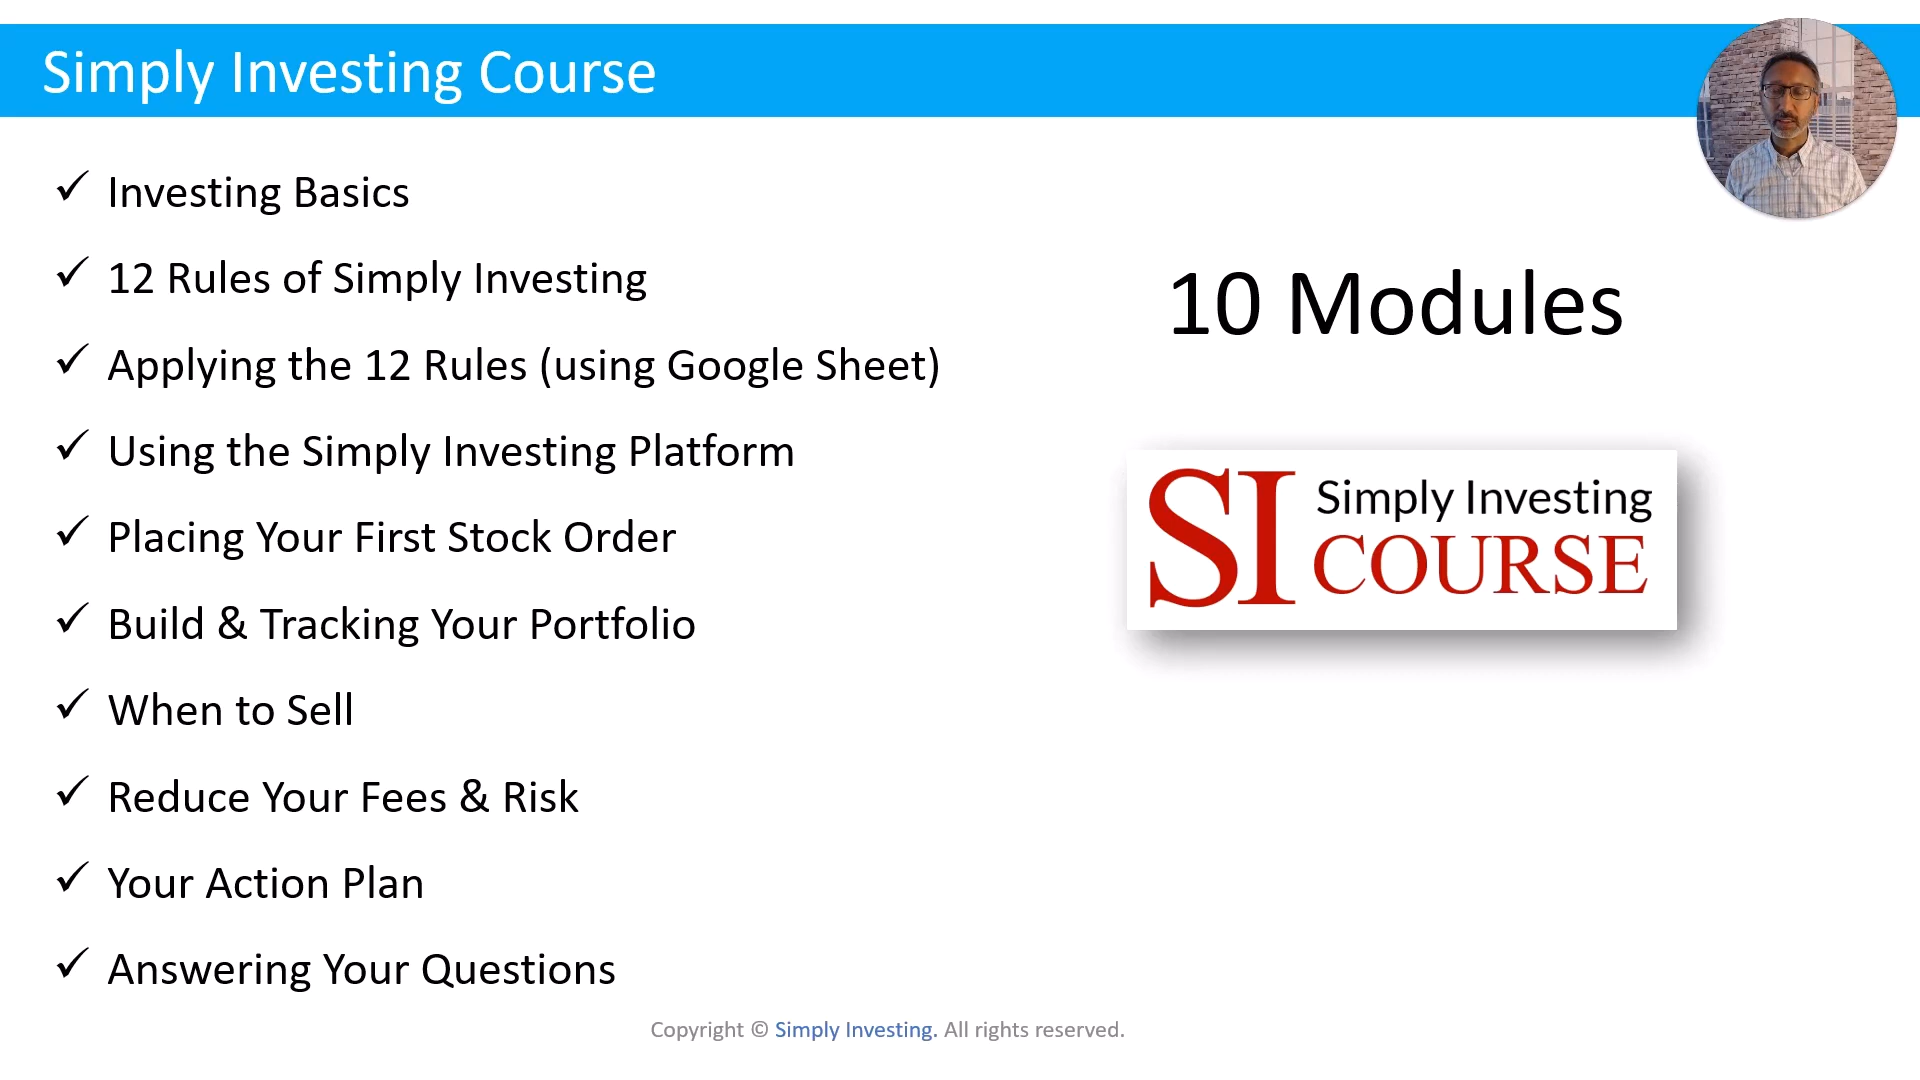 Simply Investing Course
Investing Basics
12 Rules of Simply Investing
Applying the 12 Rules (using Google Sheet)
Using the Simply Investing Platform
Placing Your First Stock Order
Build & Tracking Your Portfolio
When to Sell
Reduce Your Fees & Risk
Your Action Plan
Answering Your Questions
10 Modules
SI Simply Investing
COURSE
Copyright © Simply Investing. All rights reserved.